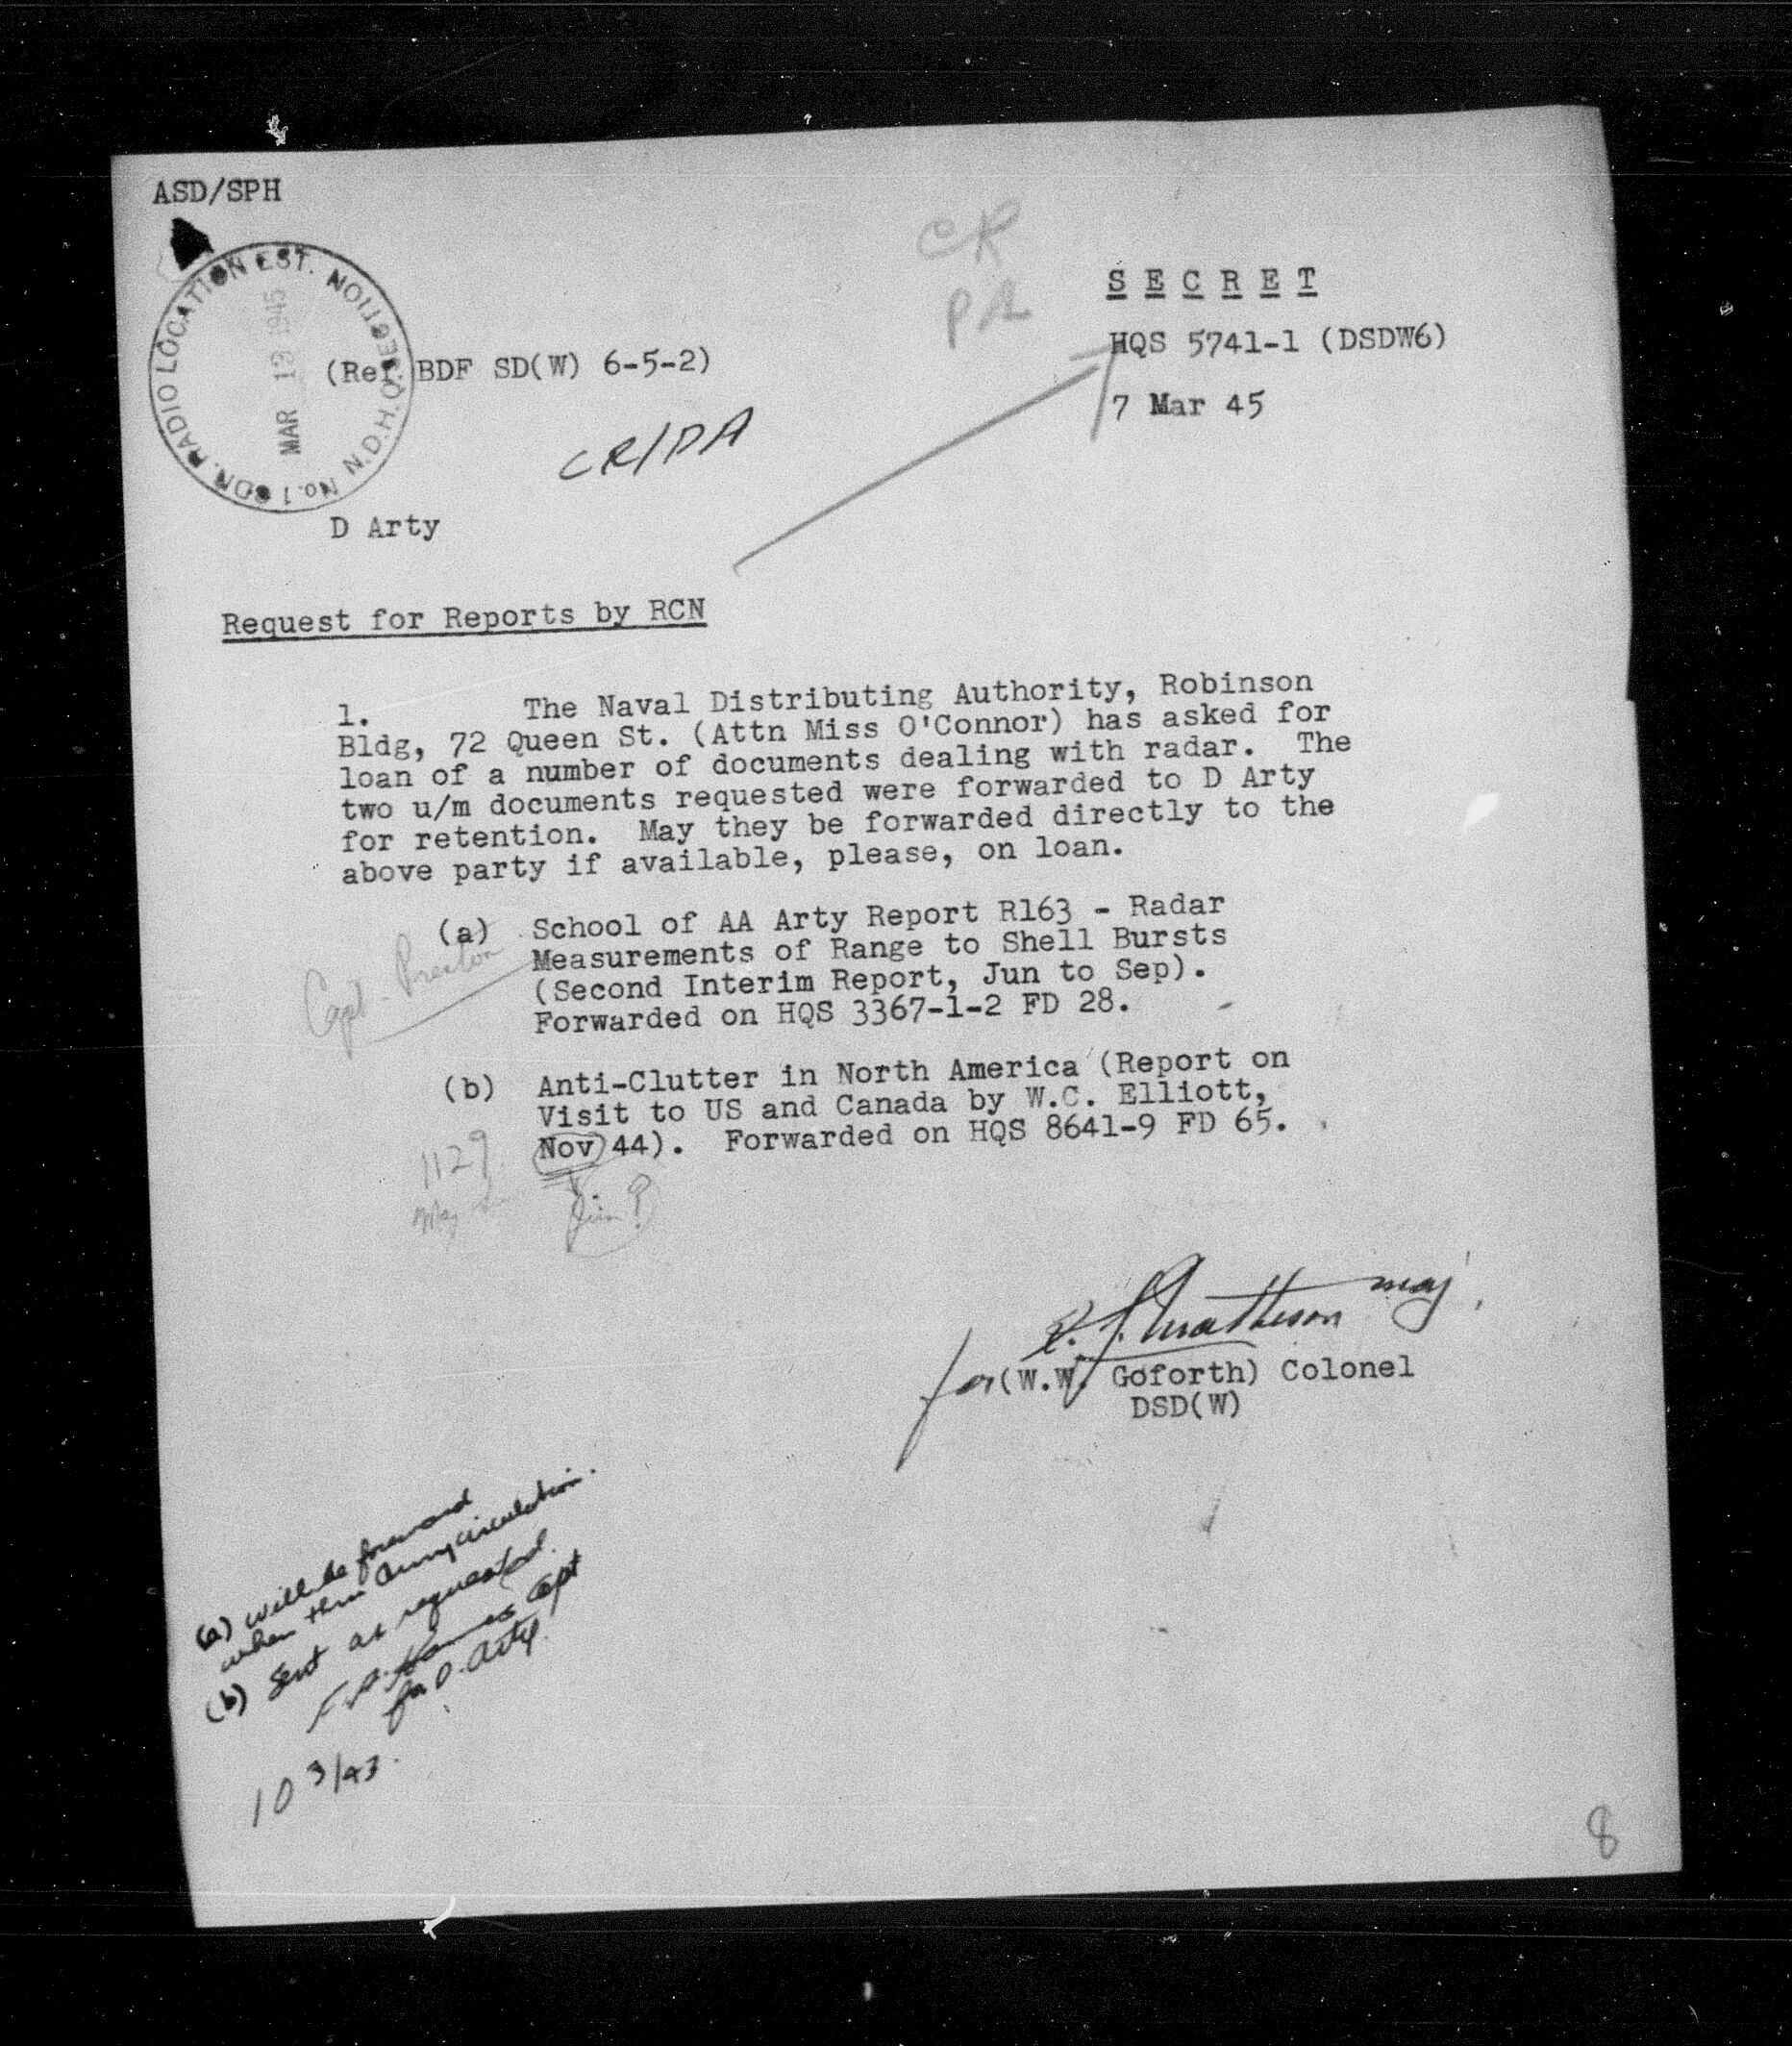 ASD/SPH
CR
PA
S E C R E T
No. 1 CDN. RADIO LOCATION EST. N.D.H.Q. SECTION
MAR 13 1945
HQS 5741-1 (DSDW6)
(Ref BDF SD(W) 6-5-2)
7 Mar 45
CR/PA
D Arty
Request for Reports by RCN
1. The Naval Distributing Authority, Robinson
Bldg, 72 Queen St. (Attn Miss O'Connor) has asked for
loan of a number of documents dealing with radar. The
two u/m documents requested were forwarded to D Arty
for retention. May they be forwarded directly to the
above party if available, please, on loan.
(a) School of AA Arty Report R163 - Radar
Measurements of Range to Shell Bursts
(Second Interim Report, Jun to Sep).
Forwarded on HQS 3367-1-2 FD 28.
Capt. Preston
(b) Anti-Clutter in North America (Report on
Visit to US and Canada by W.C. Elliott,
Nov 44). Forwarded on HQS 8641-9 FD 65.
1129
Jun?
Matheson Maj
for (W.W. Goforth) Colonel
DSD(W)
(a) will be forward
when thru Army circulation.
(b) Sent as requested.
Capt
for D. Arty.
10 3/43.
8